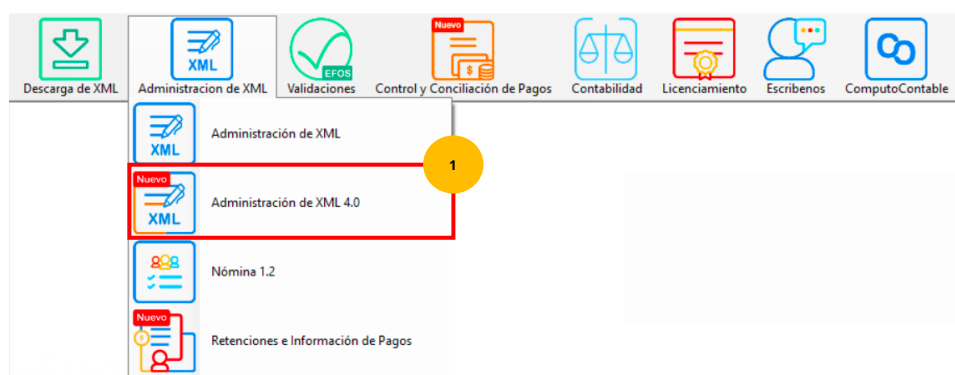 Nuevo
XML
EFOS
$
Descarga de XML
Administracion de XML
Validaciones
Control y Conciliación de Pagos
Contabilidad
Licenciamiento
Escribenos
ComputoContable
XML
Administración de XML
1
Nuevo
XML
Administración de XML 4.0
Nómina 1.2
Nuevo
$
Retenciones e Información de Pagos